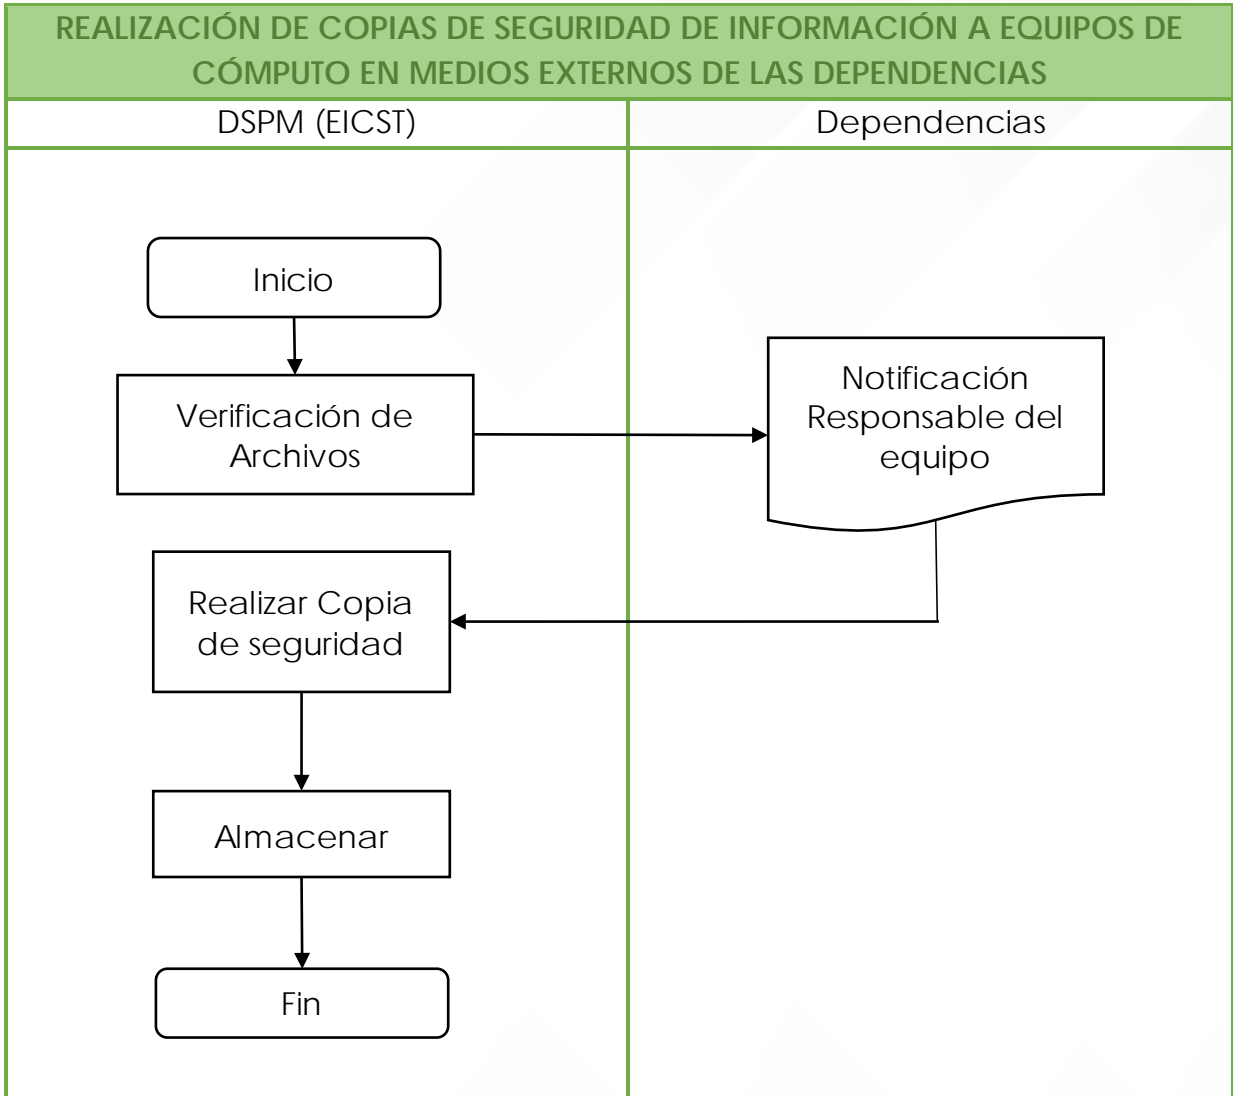 REALIZACIÓN DE COPIAS DE SEGURIDAD DE INFORMACIÓN A EQUIPOS DE
CÓMPUTO EN MEDIOS EXTERNOS DE LAS DEPENDENCIAS
DSPM (EICST)
Dependencias
Inicio
Verificación de
Archivos
Notificación
Responsable del
equipo
Realizar Copia
de seguridad
Almacenar
Fin